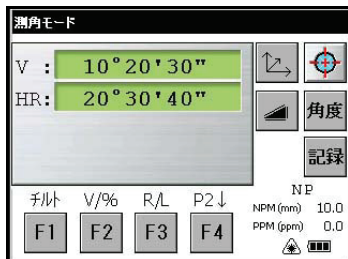 測角モード
V : 10°20'30"
HR: 20°30'40"
角度
記録
チルト V/% R/L P2↓
F1 F2 F3 F4
NP
NPM (mm) 10.0
PPM (ppm) 0.0